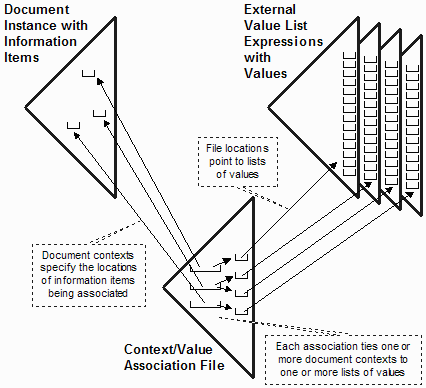 Document
Instance with
Information
Items
External
Value List
Expressions
with
Values
File locations
point to lists
of values
Document contexts
specify the locations
of information items
being associated
Context/Value
Association File
Each association ties one or
more document contexts to
one or more lists of values